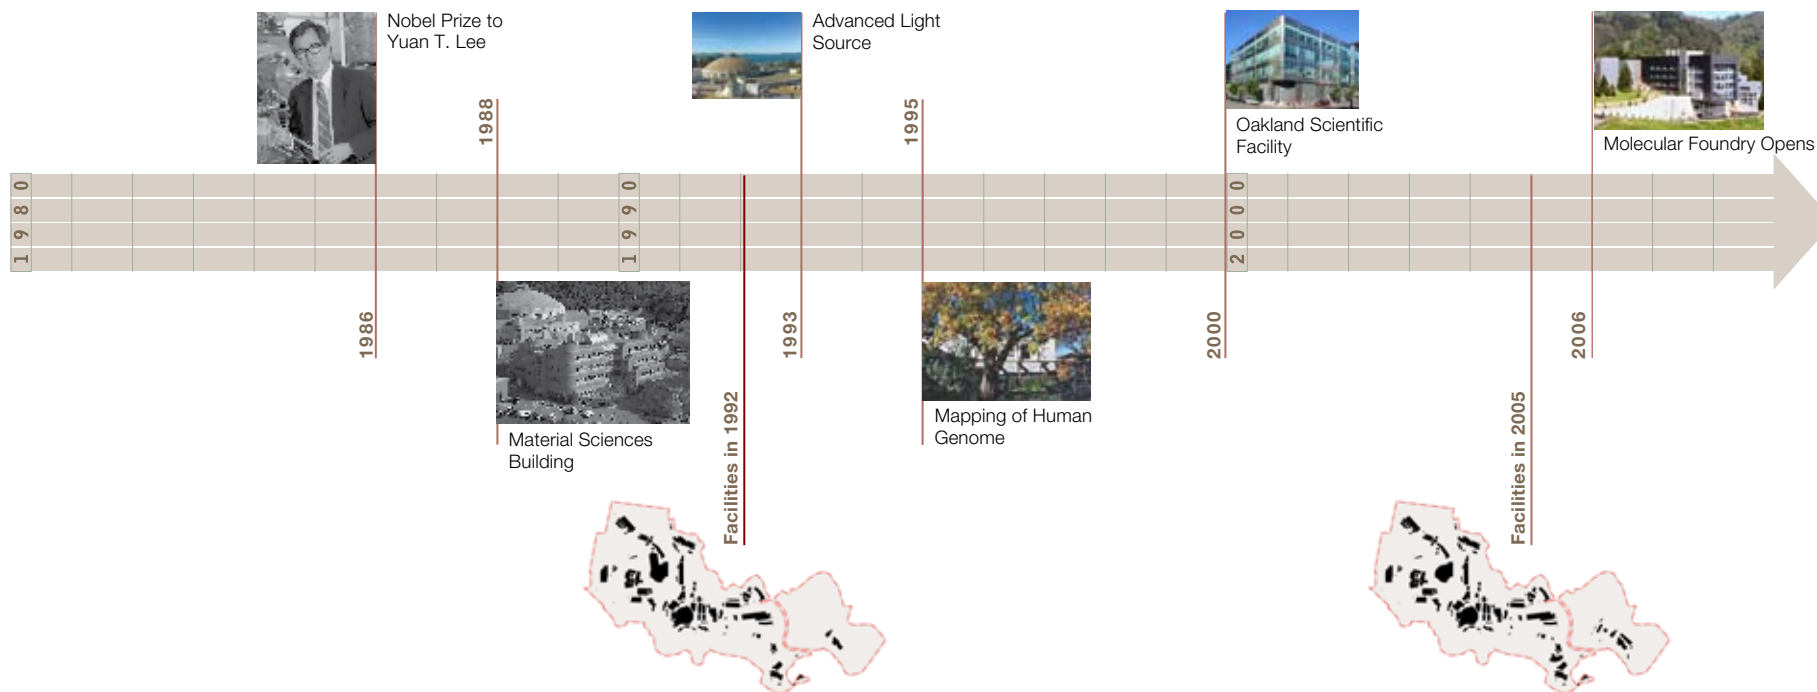 Nobel Prize to
Yuan T. Lee
Advanced Light
Source
1988
1995
Oakland Scientific
Facility
Molecular Foundry Opens
1980
1990
2000
1986
1993
2000
2006
Material Sciences
Building
Facilities in 1992
Mapping of Human
Genome
Facilities in 2005